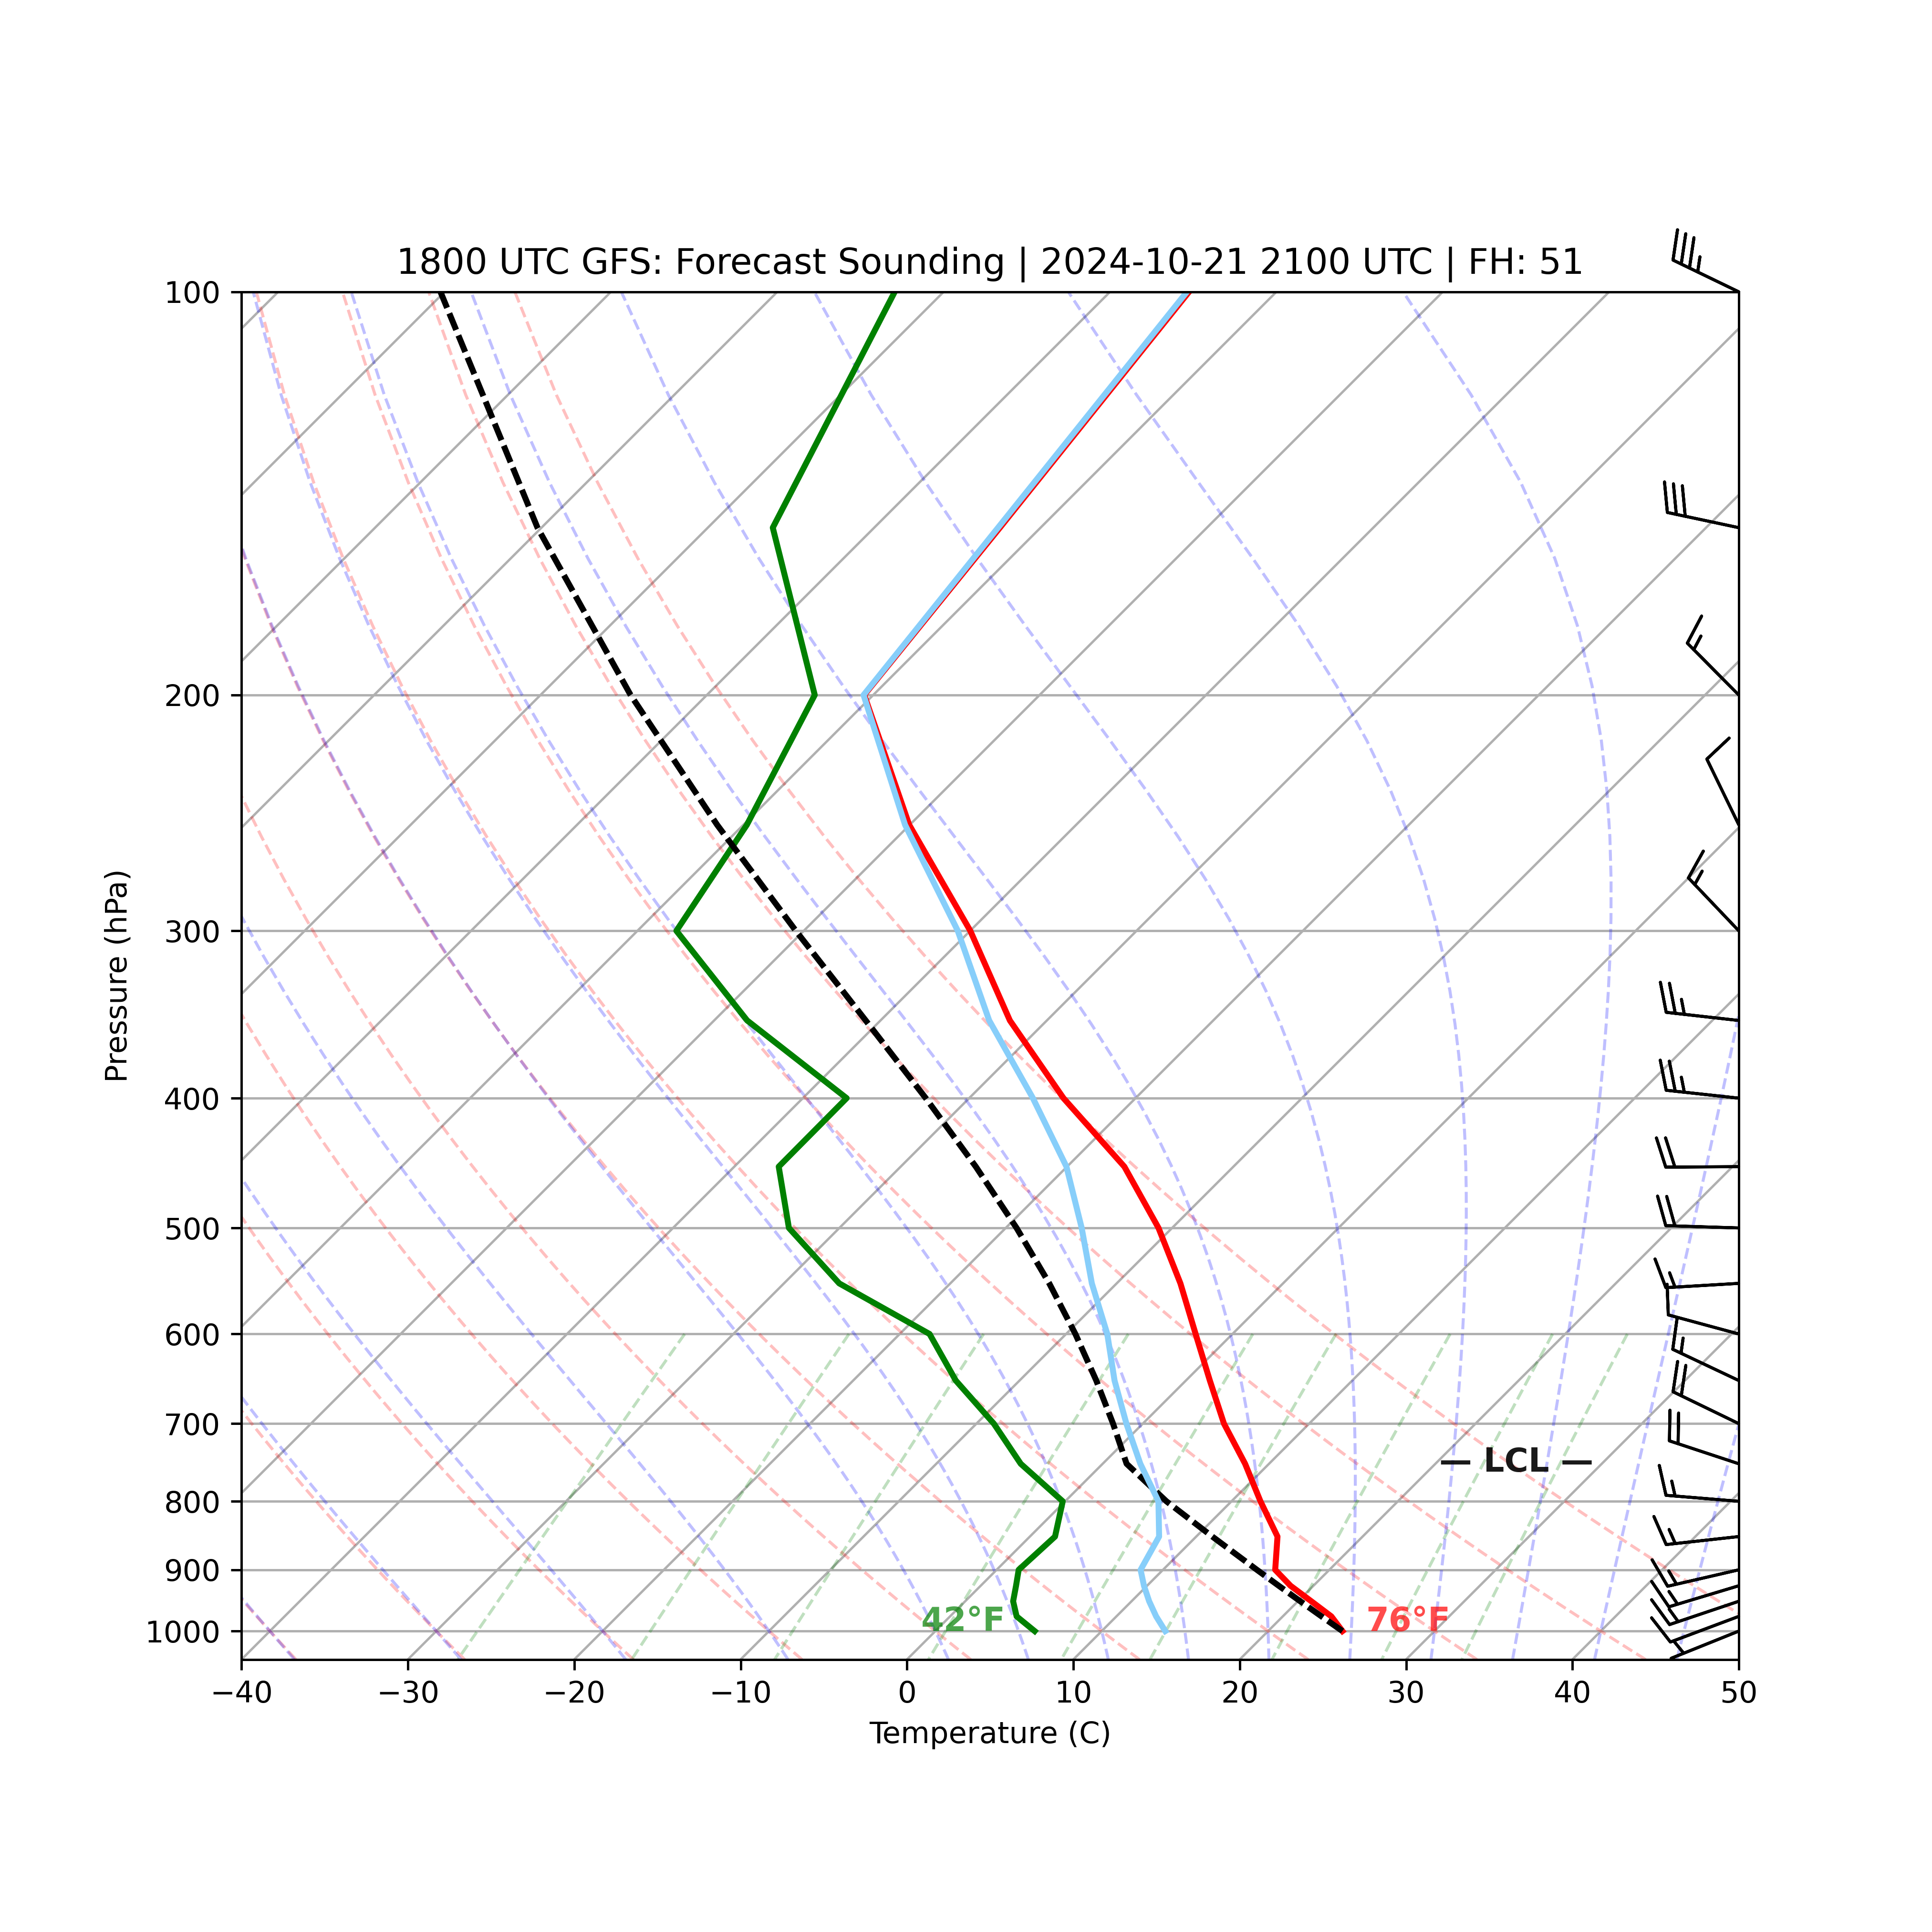 1800 UTC GFS: Forecast Sounding | 2024-10-21 2100 UTC | FH: 51
100
200
300
400
500
600
700
800
900
1000
Pressure (hPa)
— LCL —
42°F
76°F
−40 −30 −20 −10 0 10 20 30 40 50
Temperature (C)